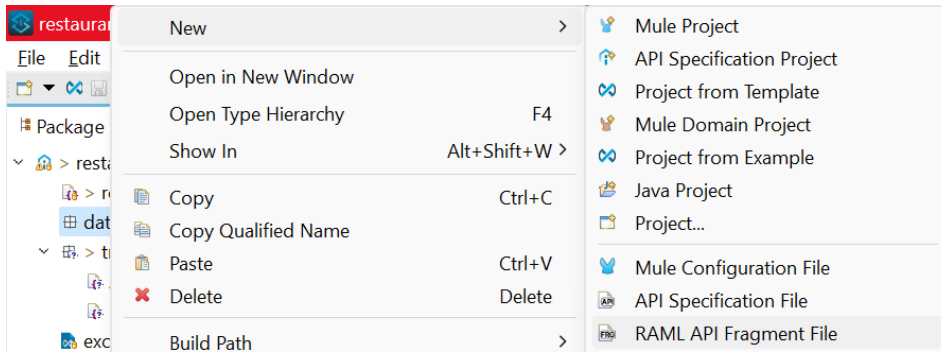 restaurar
File Edit
Package
> resta
> r
dat
> tr
exc
New >
Open in New Window
Open Type Hierarchy F4
Show In Alt+Shift+W >
Copy Ctrl+C
Copy Qualified Name
Paste Ctrl+V
Delete Delete
Build Path >
Mule Project
API Specification Project
Project from Template
Mule Domain Project
Project from Example
Java Project
Project...
Mule Configuration File
API Specification File
RAML API Fragment File